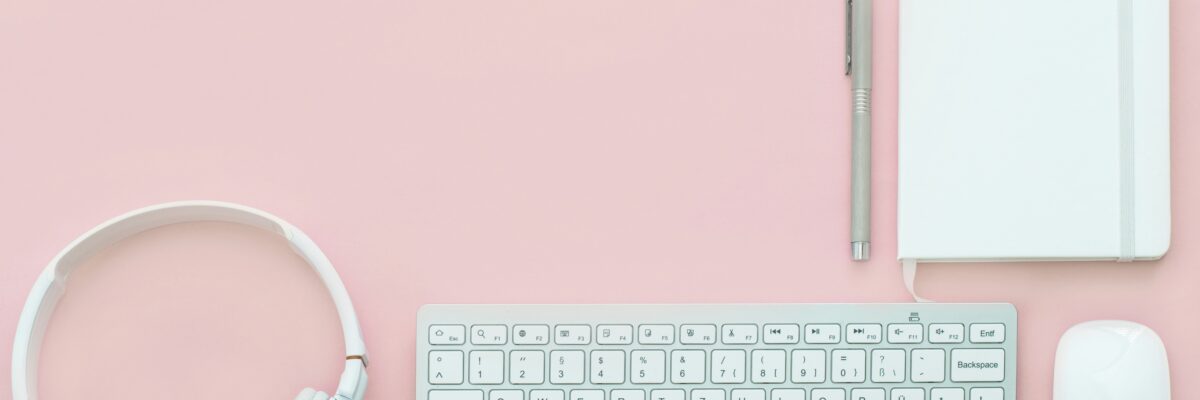 Esc F1 F2 F3 F4 F5 F6 F7 F8 F9 F10 F11 F12 Entf
° ! " § $ % & / ( ) = ? ` Backspace
^ 1 2 3 4 5 6 7 { 8 [ 9 ] 0 } ß \ ´